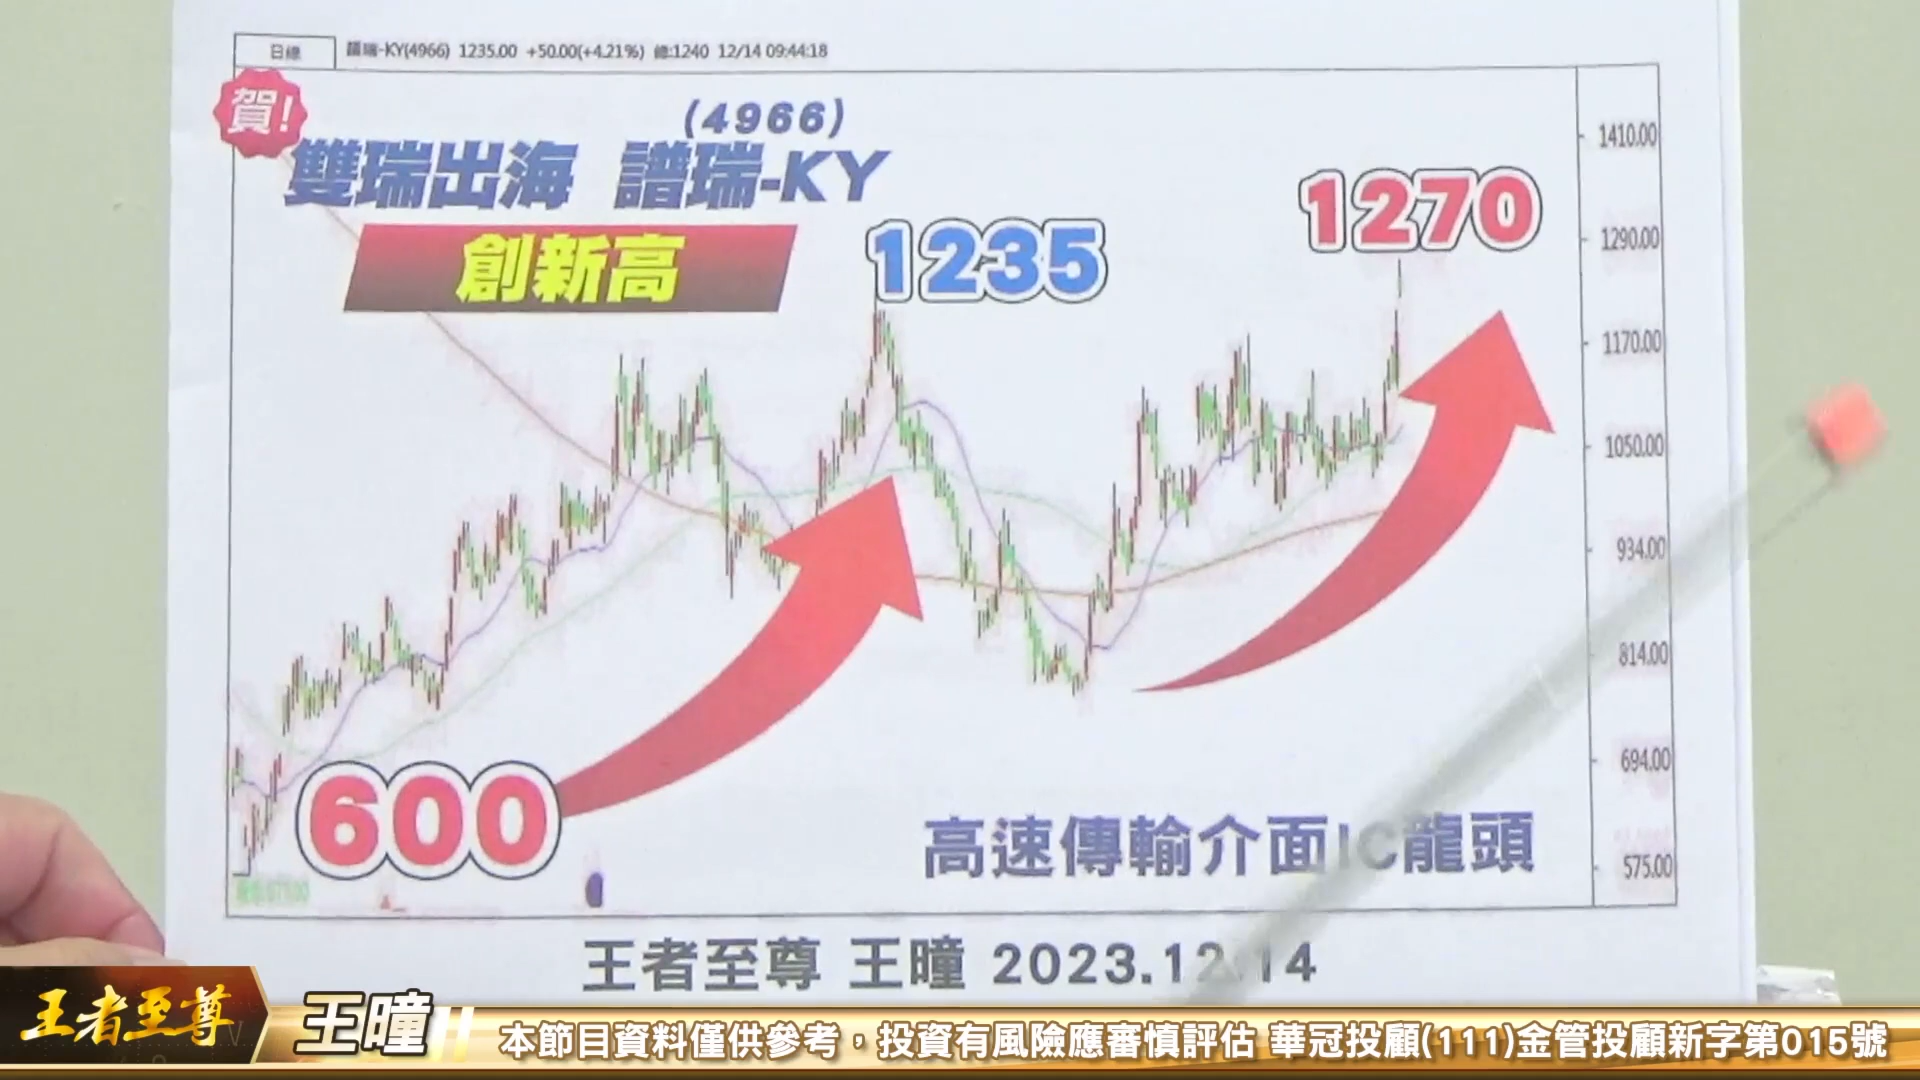 日線
譜瑞-KY(4966) 1235.00 +50.00(+4.21%) 總:1240 12/14 09:44:18
賀!
(4966)
雙瑞出海 譜瑞-KY
創新高
1235
1270
600
1410.00
1290.00
1170.00
1050.00
934.00
814.00
694.00
575.00
高速傳輸介面IC龍頭
王者至尊 王曈 2023.12.14
王者至尊
王曈
本節目資料僅供參考，投資有風險應審慎評估 華冠投顧(111)金管投顧新字第015號